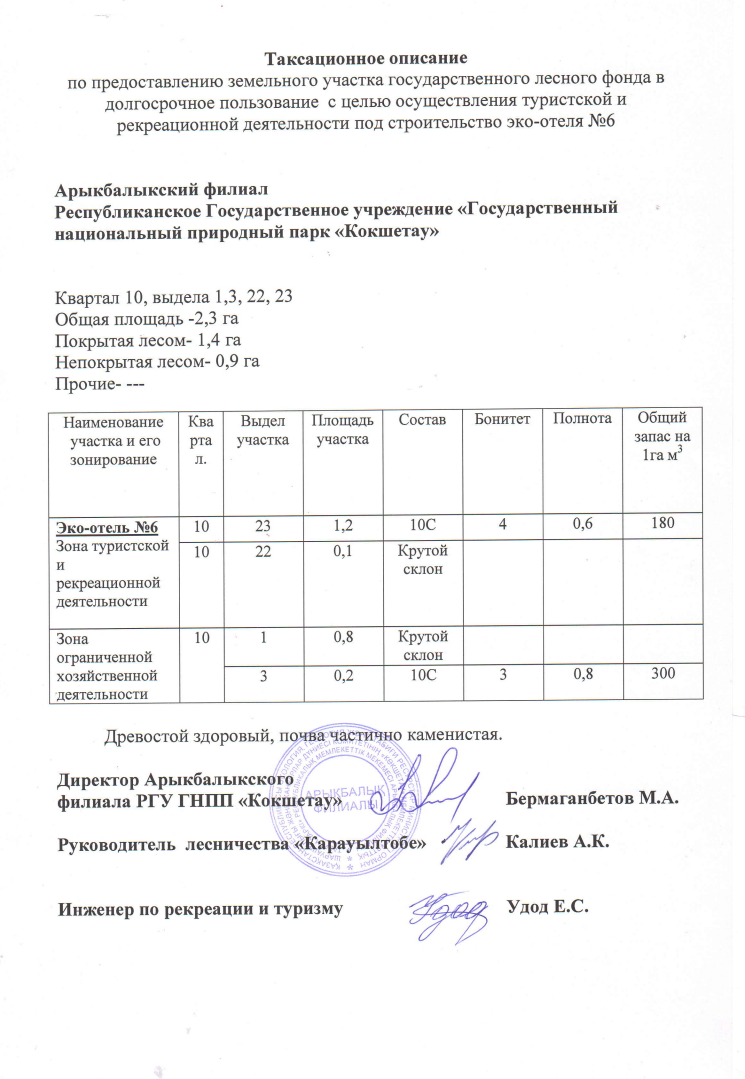 Таксационное описание
по предоставлению земельного участка государственного лесного фонда в
долгосрочное пользование с целью осуществления туристской и
рекреационной деятельности под строительство эко-отеля №6
Арыкбалыкский филиал
Республиканское Государственное учреждение «Государственный
национальный природный парк «Кокшетау»
Квартал 10, выдела 1,3, 22, 23
Общая площадь -2,3 га
Покрытая лесом- 1,4 га
Непокрытая лесом- 0,9 га
Прочие- ---
Наименование участка и его зонирование | Ква рта л. | Выдел участка | Площадь участка | Состав | Бонитет | Полнота | Общий запас на 1га м³
Эко-отель №6 | 10 | 23 | 1,2 | 10С | 4 | 0,6 | 180
Зона туристской и рекреационной деятельности | 10 | 22 | 0,1 | Крутой склон
Зона ограниченной хозяйственной деятельности | 10 | 1 | 0,8 | Крутой склон
3 | 0,2 | 10С | 3 | 0,8 | 300
Древостой здоровый, почва частично каменистая.
Директор Арыкбалыкского
филиала РГУ ГНПП «Кокшетау» Бермаганбетов М.А.
АРЫКБАЛЫК
ФИЛИАЛЫ
Руководитель лесничества «Карауылтобе» Калиев А.К.
Инженер по рекреации и туризму Удод Е.С.